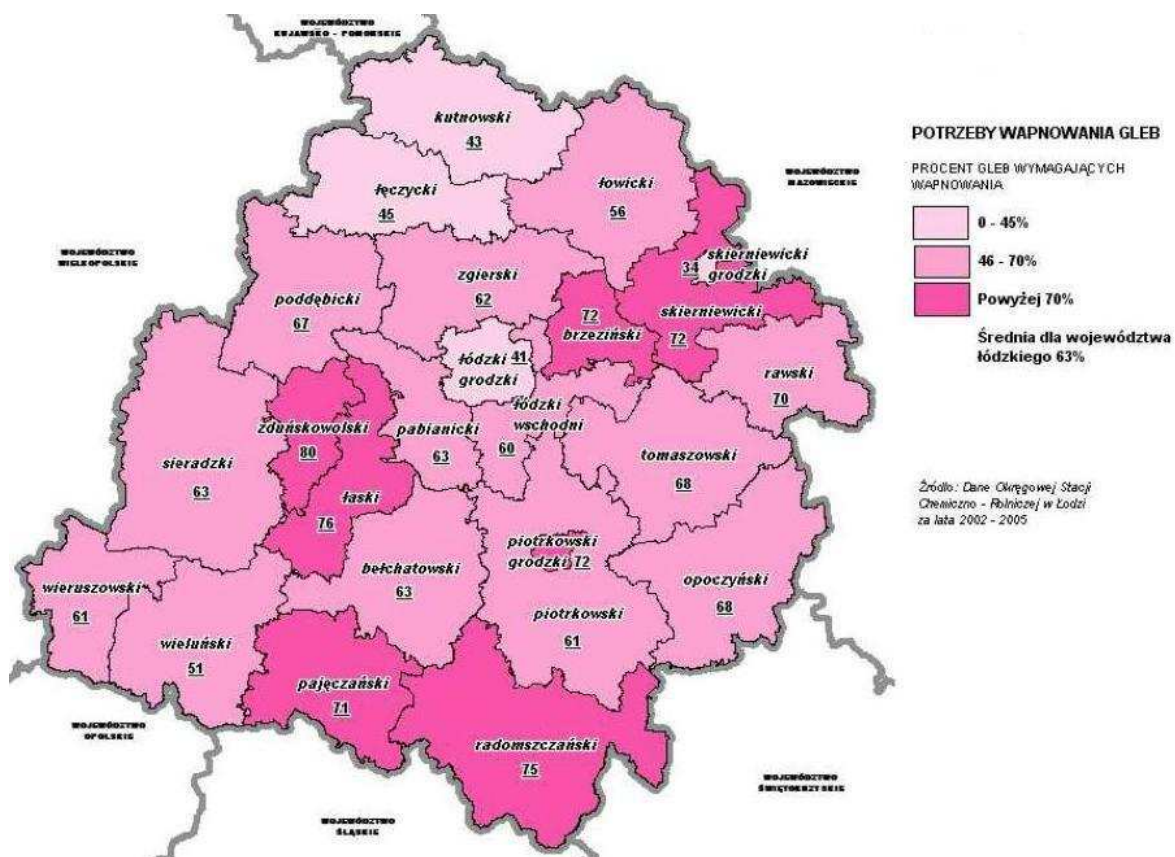 WOJEWÓDZTWO
KUJAWSKO - POMORSKIE
kutnowski
43
łęczycki
45
łowicki
56
WOJEWÓDZTWO
MAZOWIECKIE
WOJEWÓDZTWO
WIELKOPOLSKIE
poddębicki
67
zgierski
62
34
skierniewicki
grodzki
skierniewicki
72
72
brzeziński
łódzki
41
grodzki
rawski
70
łódzki
wschodni
60
zduńskowolski
80
pabianicki
63
sieradzki
63
łaski
76
tomaszowski
68
piotrkowski
grodzki
72
bełchatowski
63
opoczyński
68
wieruszowski
61
piotrkowski
61
wieluński
51
pajęczański
71
radomszczański
75
WOJEWÓDZTWO
OPOLSKIE
WOJEWÓDZTWO
ŚLĄSKIE
WOJEWÓDZTWO
ŚWIĘTOKRZYSKIE
POTRZEBY WAPNOWANIA GLEB
PROCENT GLEB WYMAGAJĄCYCH
WAPNOWANIA
0 - 45%
46 - 70%
Powyżej 70%
Średnia dla województwa
łódzkiego 63%
Źródło: Dane Okręgowej Stacji
Chemiczno - Rolniczej w Łodzi
za lata 2002 - 2005